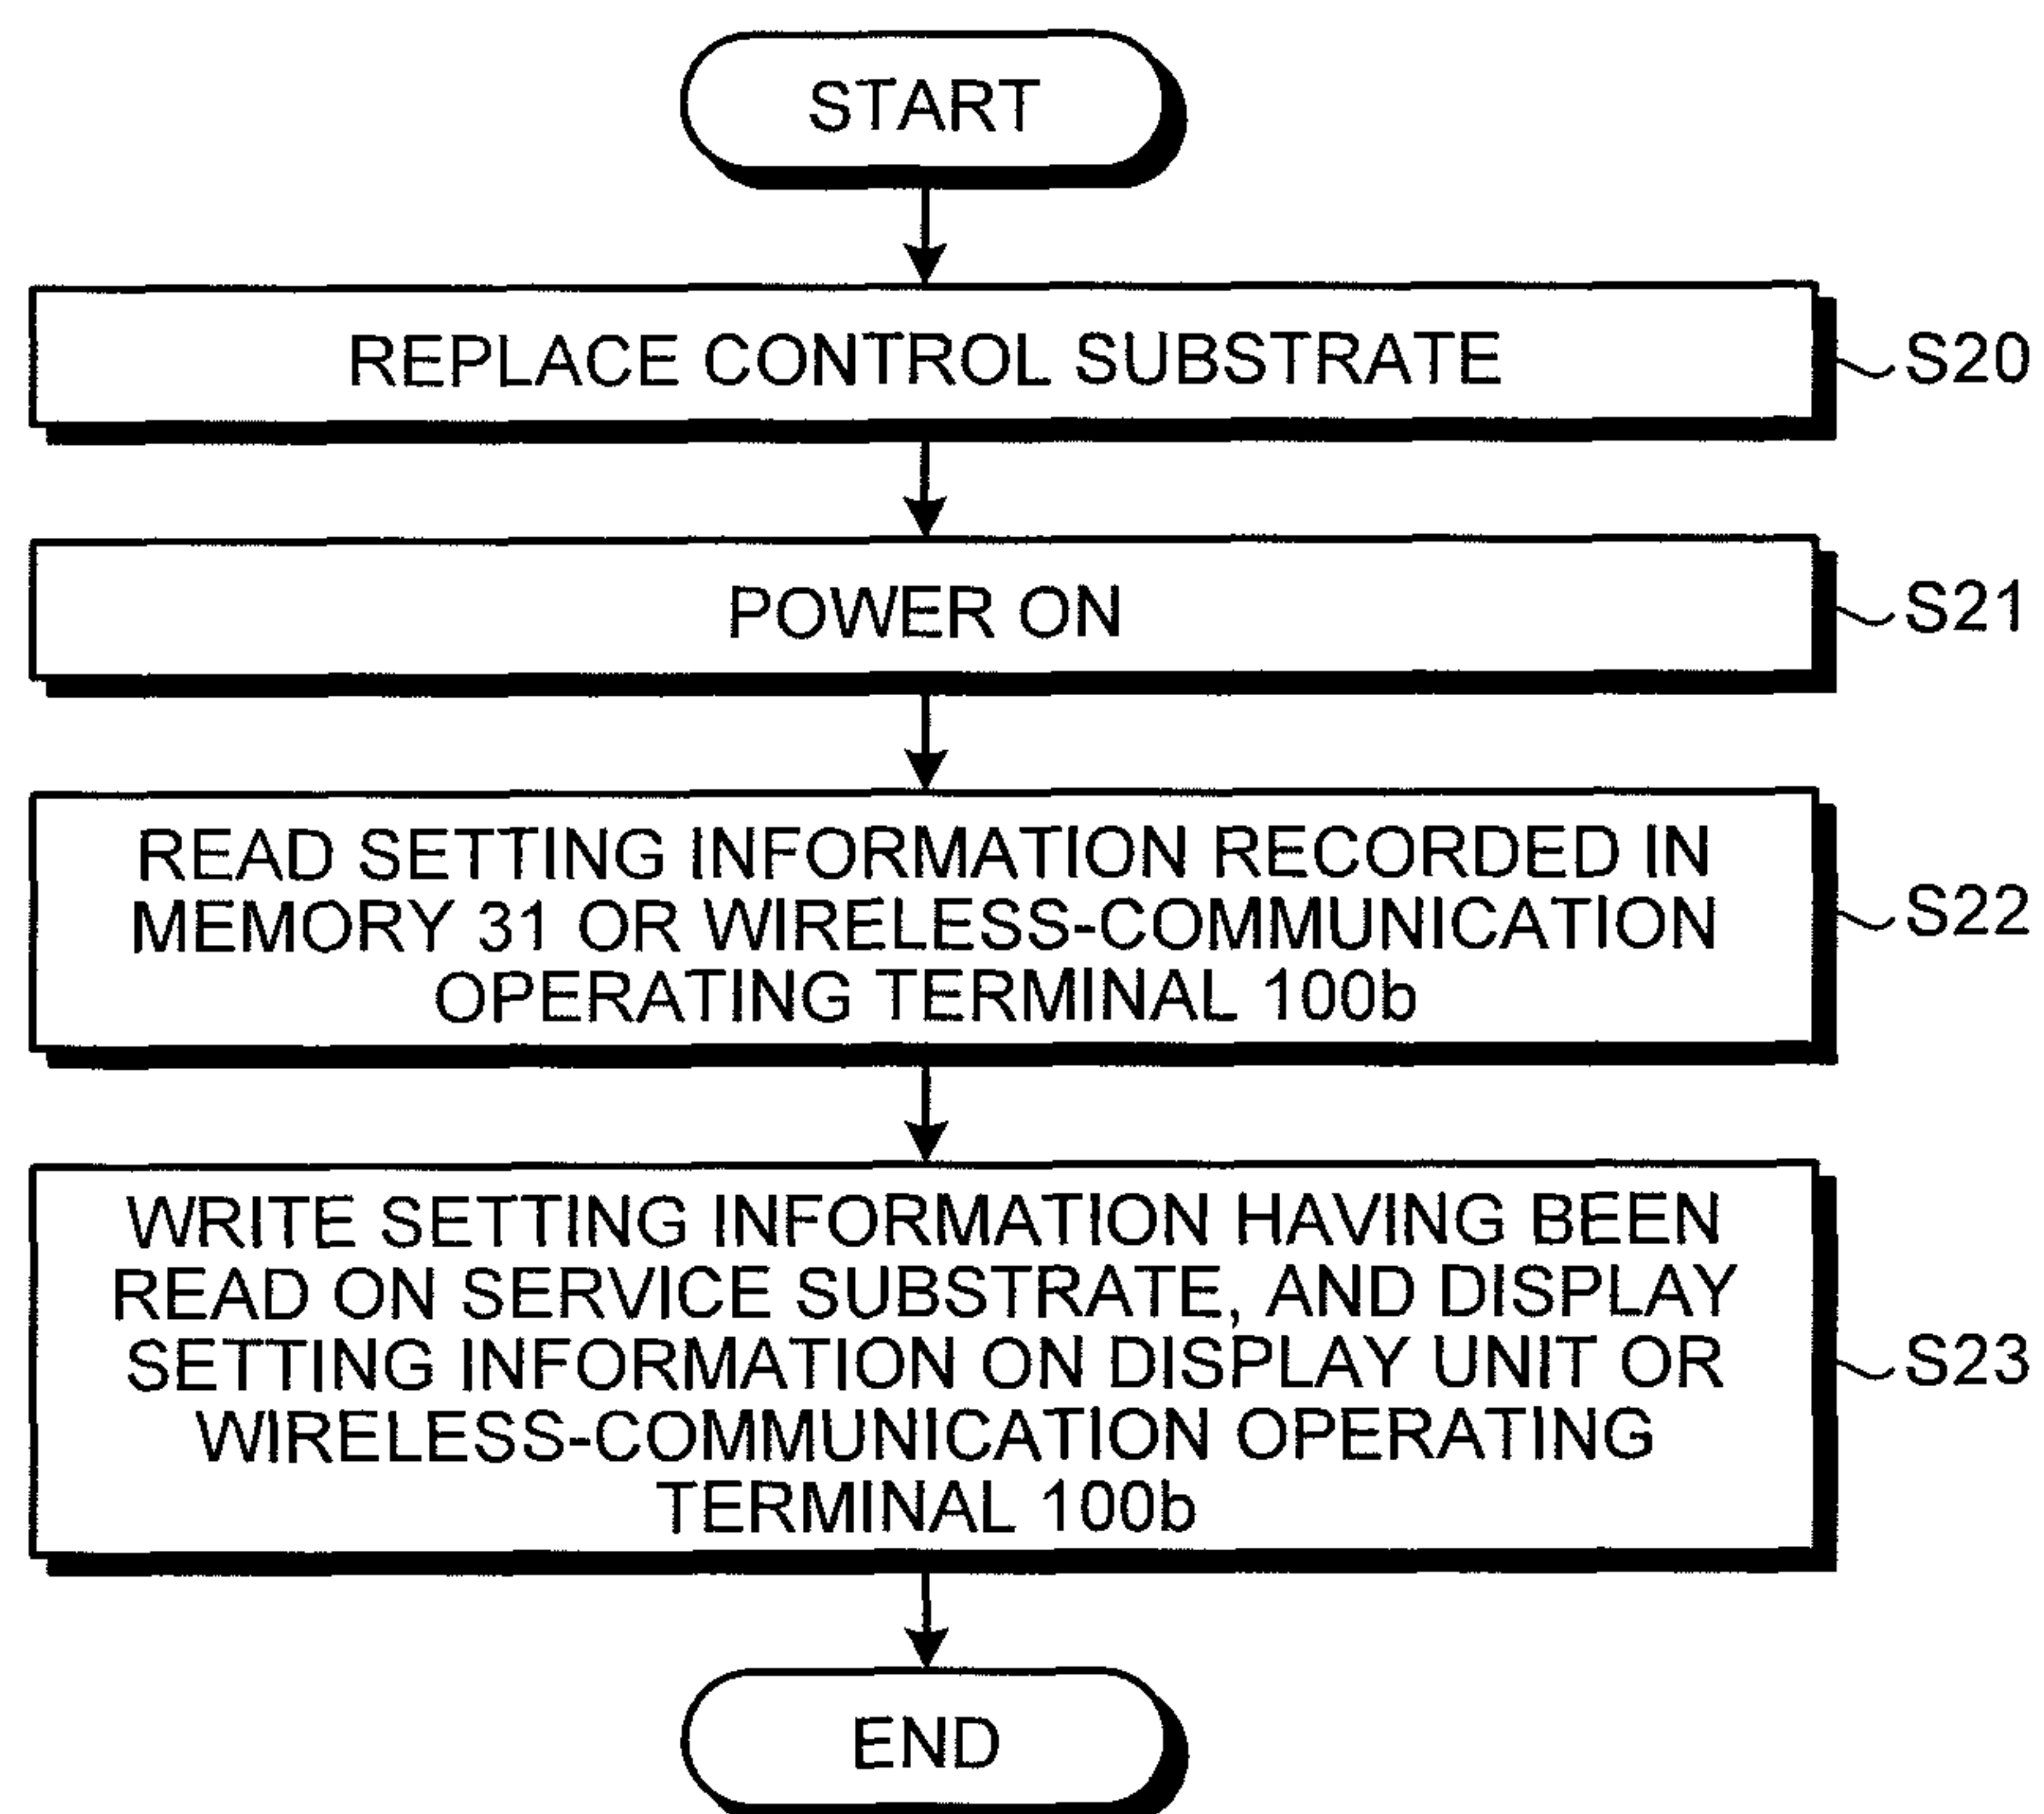 START
REPLACE CONTROL SUBSTRATE
S20
POWER ON
S21
READ SETTING INFORMATION RECORDED IN
MEMORY 31 OR WIRELESS-COMMUNICATION
OPERATING TERMINAL 100b
S22
WRITE SETTING INFORMATION HAVING BEEN
READ ON SERVICE SUBSTRATE, AND DISPLAY
SETTING INFORMATION ON DISPLAY UNIT OR
WIRELESS-COMMUNICATION OPERATING
TERMINAL 100b
S23
END